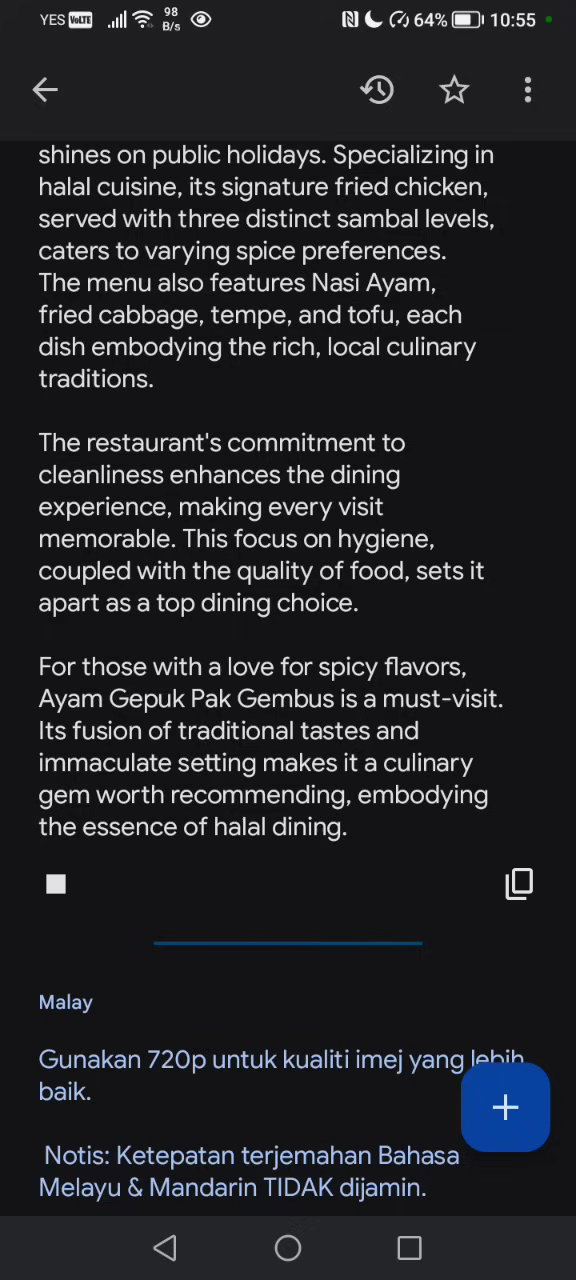 YES VoLTE 98 B/s 64% 10:55
shines on public holidays. Specializing in
halal cuisine, its signature fried chicken,
served with three distinct sambal levels,
caters to varying spice preferences.
The menu also features Nasi Ayam,
fried cabbage, tempe, and tofu, each
dish embodying the rich, local culinary
traditions.
The restaurant's commitment to
cleanliness enhances the dining
experience, making every visit
memorable. This focus on hygiene,
coupled with the quality of food, sets it
apart as a top dining choice.
For those with a love for spicy flavors,
Ayam Gepuk Pak Gembus is a must-visit.
Its fusion of traditional tastes and
immaculate setting makes it a culinary
gem worth recommending, embodying
the essence of halal dining.
Malay
Gunakan 720p untuk kualiti imej yang lebih
baik.
Notis: Ketepatan terjemahan Bahasa
Melayu & Mandarin TIDAK dijamin.